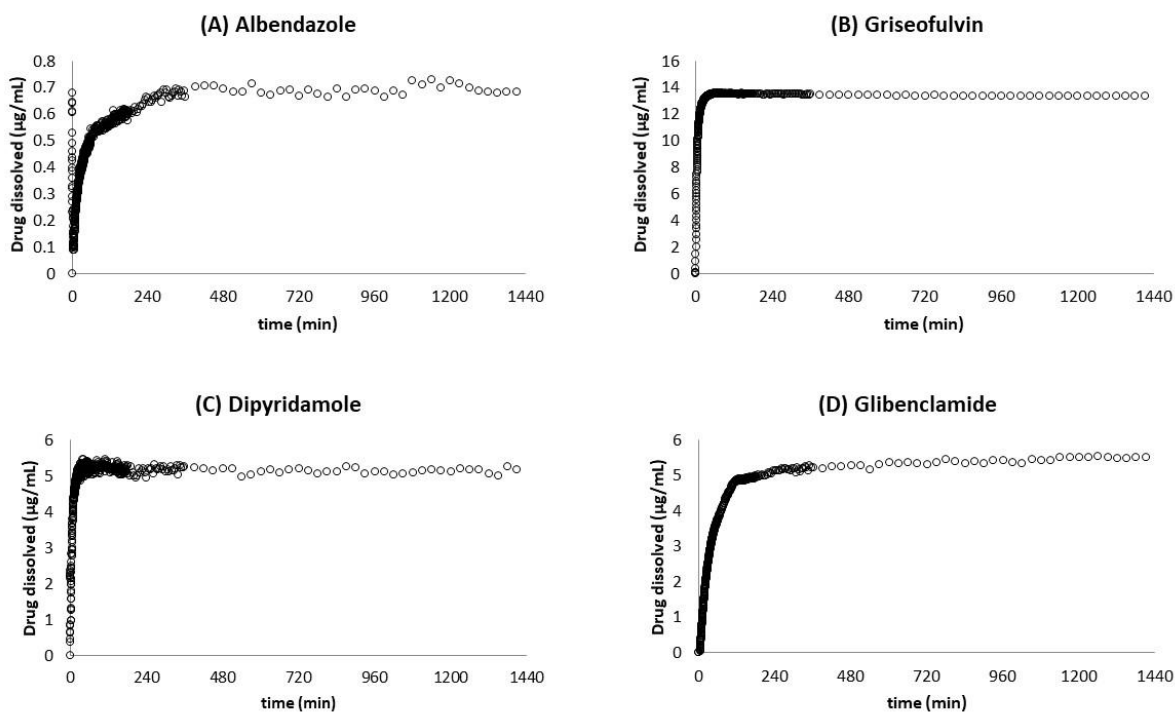 (A) Albendazole
Drug dissolved (µg/mL)
0.8
0.7
0.6
0.5
0.4
0.3
0.2
0.1
0
0 240 480 720 960 1200 1440
time (min)
(B) Griseofulvin
Drug dissolved (µg/mL)
16
14
12
10
8
6
4
2
0
0 240 480 720 960 1200 1440
time (min)
(C) Dipyridamole
Drug dissolved (µg/mL)
6
5
4
3
2
1
0
0 240 480 720 960 1200 1440
time (min)
(D) Glibenclamide
Drug dissolved (µg/mL)
6
5
4
3
2
1
0
0 240 480 720 960 1200 1440
time (min)